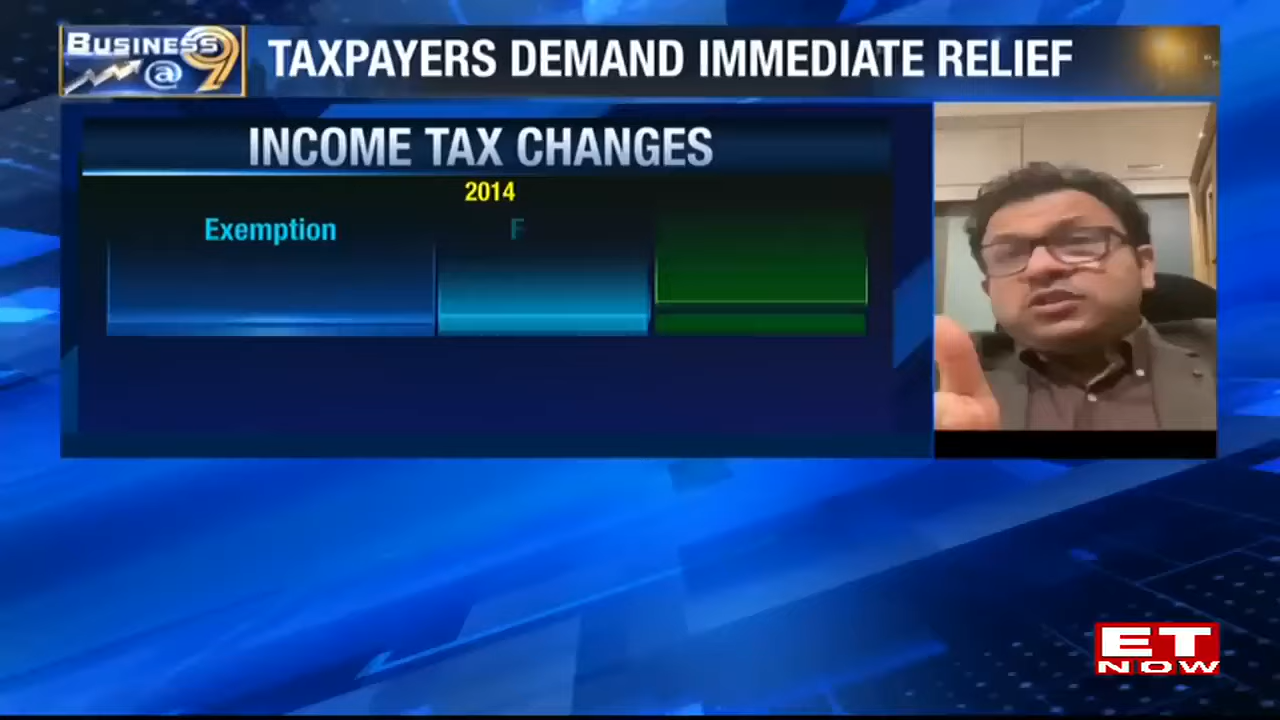 BUSINESS
@9
TAXPAYERS DEMAND IMMEDIATE RELIEF
INCOME TAX CHANGES
2014
Exemption
F
ET
NOW